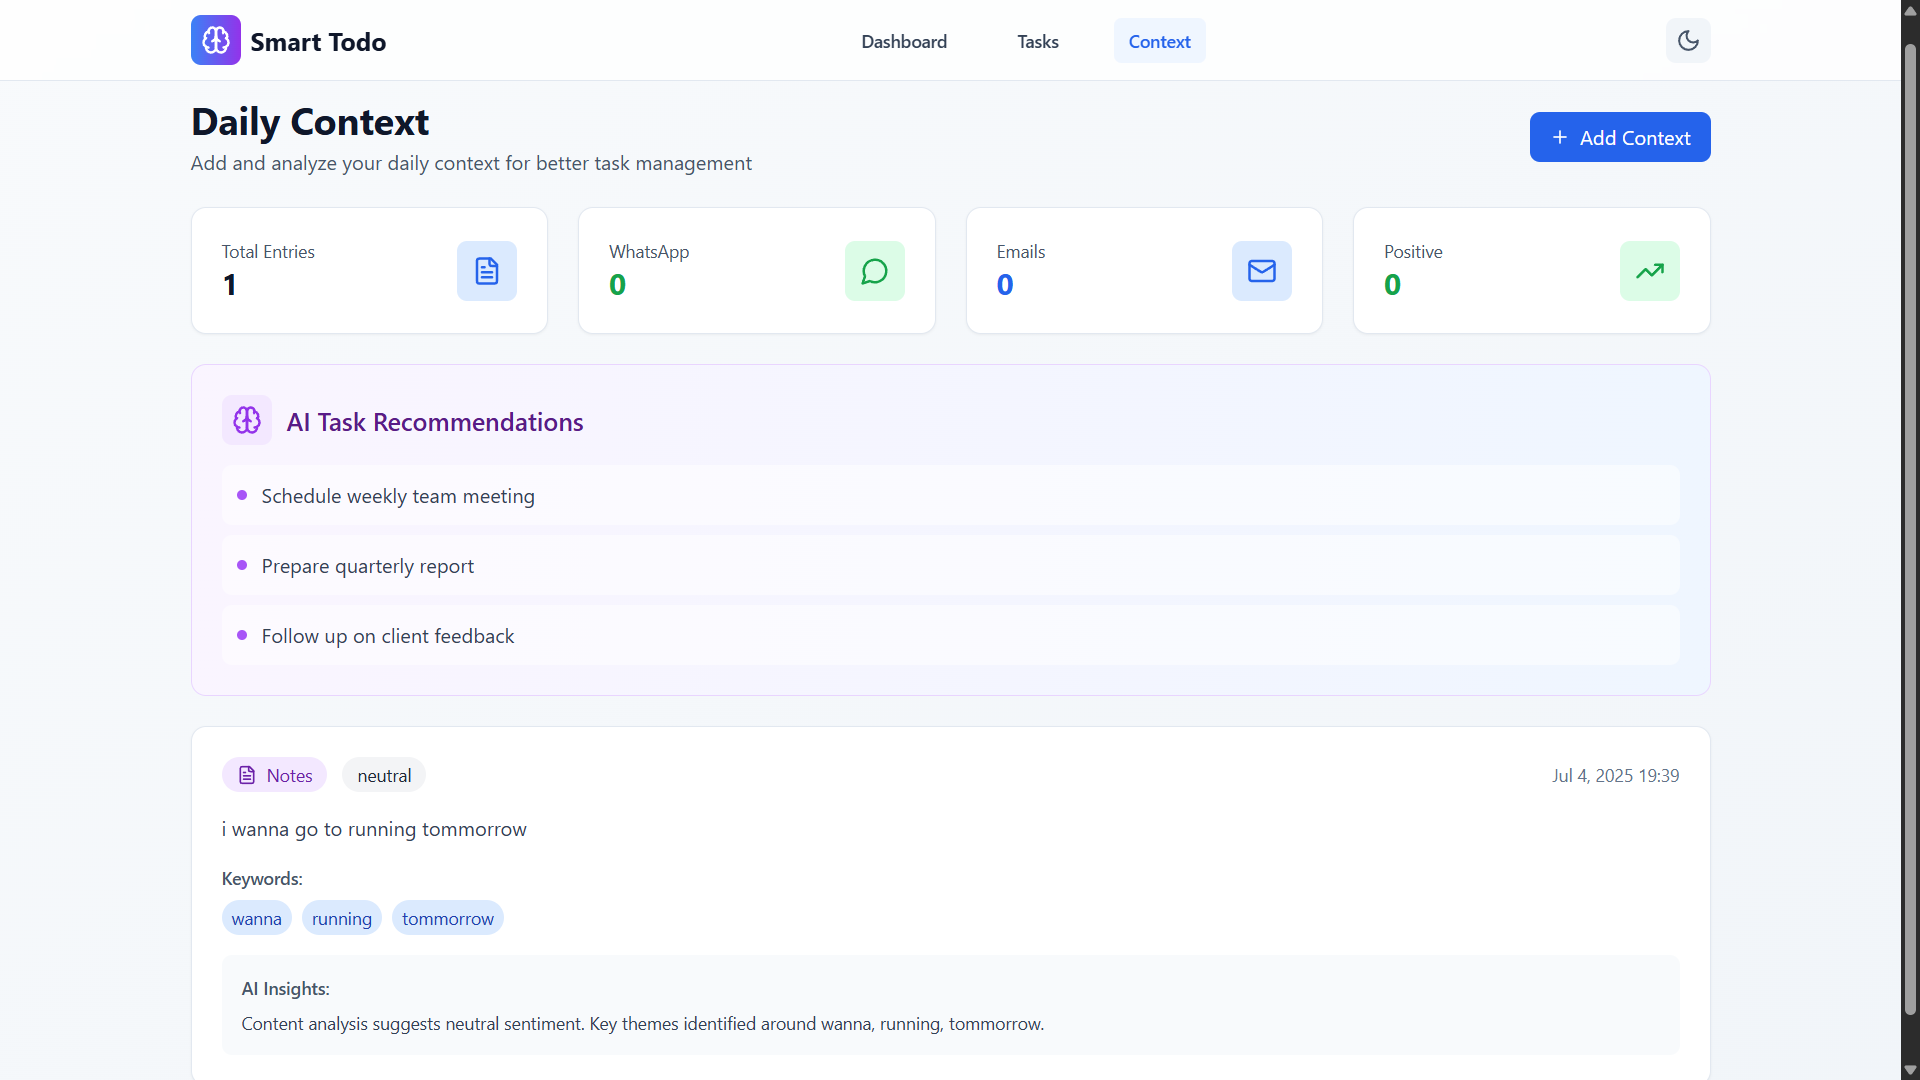 Smart Todo
Dashboard
Tasks
Context
Daily Context
Add and analyze your daily context for better task management
+ Add Context
Total Entries
1
WhatsApp
0
Emails
0
Positive
0
AI Task Recommendations
Schedule weekly team meeting
Prepare quarterly report
Follow up on client feedback
Notes
neutral
Jul 4, 2025 19:39
i wanna go to running tommorrow
Keywords:
wanna
running
tommorrow
AI Insights:
Content analysis suggests neutral sentiment. Key themes identified around wanna, running, tommorrow.